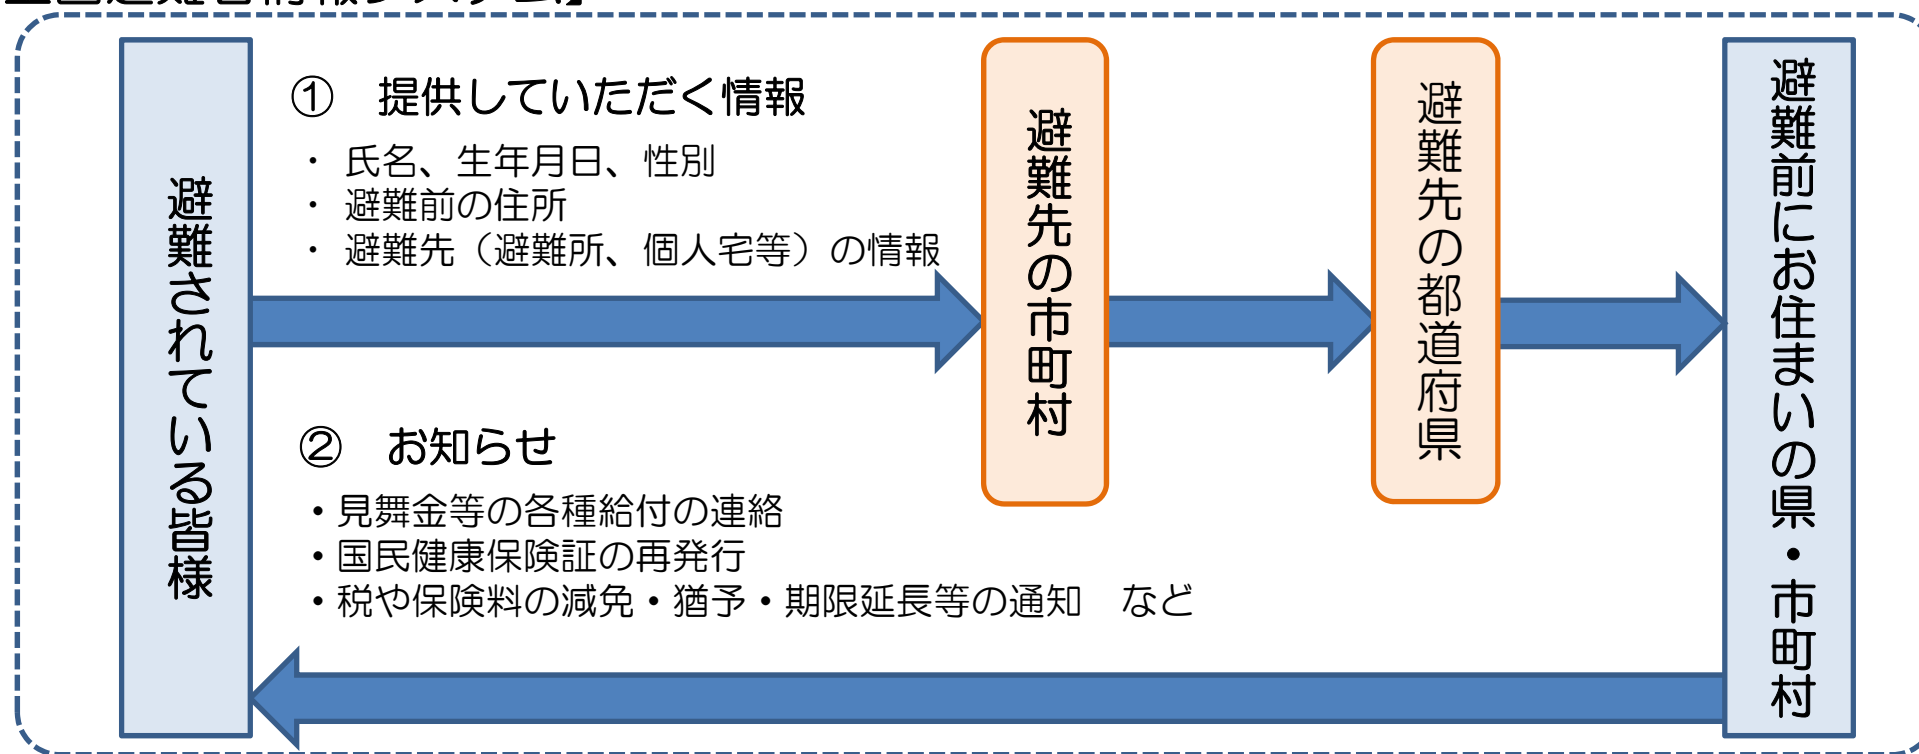 避難されている皆様
① 提供していただく情報
・ 氏名、生年月日、性別
・ 避難前の住所
・ 避難先（避難所、個人宅等）の情報
避難先の市町村
避難先の都道府県
避難前にお住まいの県・市町村
② お知らせ
・見舞金等の各種給付の連絡
・国民健康保険証の再発行
・税や保険料の減免・猶予・期限延長等の通知　など